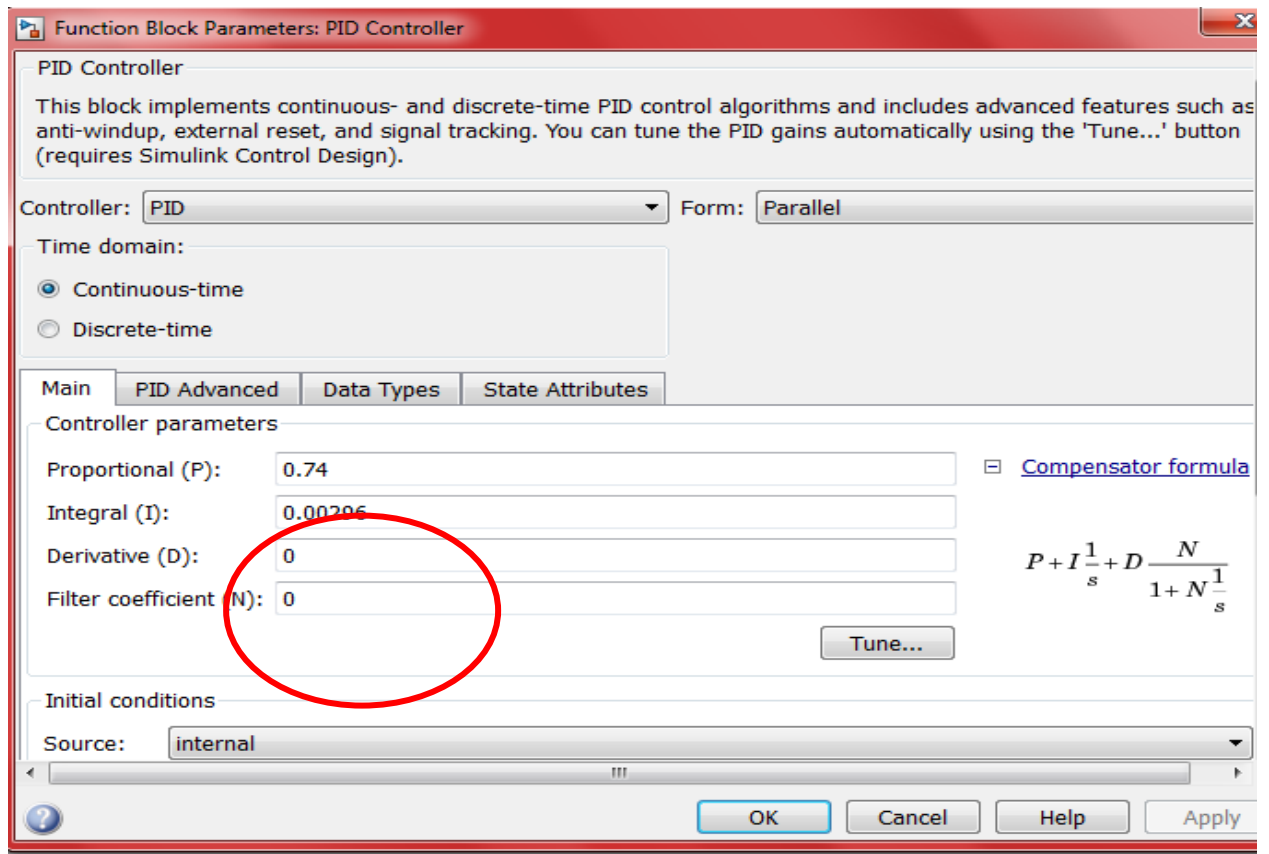 Function Block Parameters: PID Controller
X
PID Controller
This block implements continuous- and discrete-time PID control algorithms and includes advanced features such as
anti-windup, external reset, and signal tracking. You can tune the PID gains automatically using the 'Tune...' button
(requires Simulink Control Design).
Controller: PID Form: Parallel
Time domain:
Continuous-time
Discrete-time
Main PID Advanced Data Types State Attributes
Controller parameters
Proportional (P): 0.74 Compensator formula
Integral (I): 0.00296
Derivative (D): 0
Filter coefficient (N): 0
P + I 1/s + D N/(1 + N 1/s)
Tune...
Initial conditions
Source: internal
? OK Cancel Help Apply